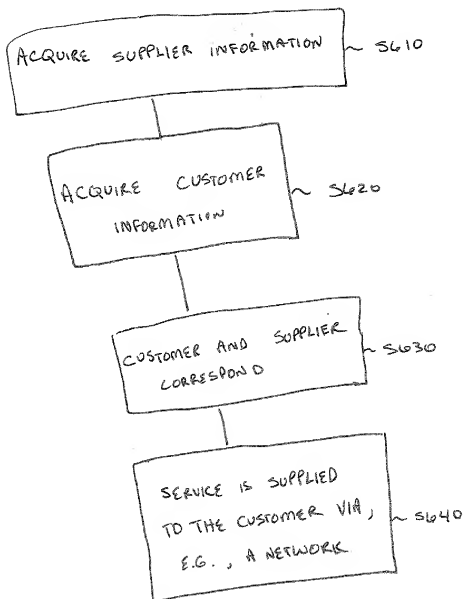 ACQUIRE SUPPLIER INFORMATION
S610
ACQUIRE CUSTOMER
INFORMATION
S620
CUSTOMER AND SUPPLIER
CORRESPOND
S630
SERVICE IS SUPPLIED
TO THE CUSTOMER VIA,
E.G., A NETWORK
S640